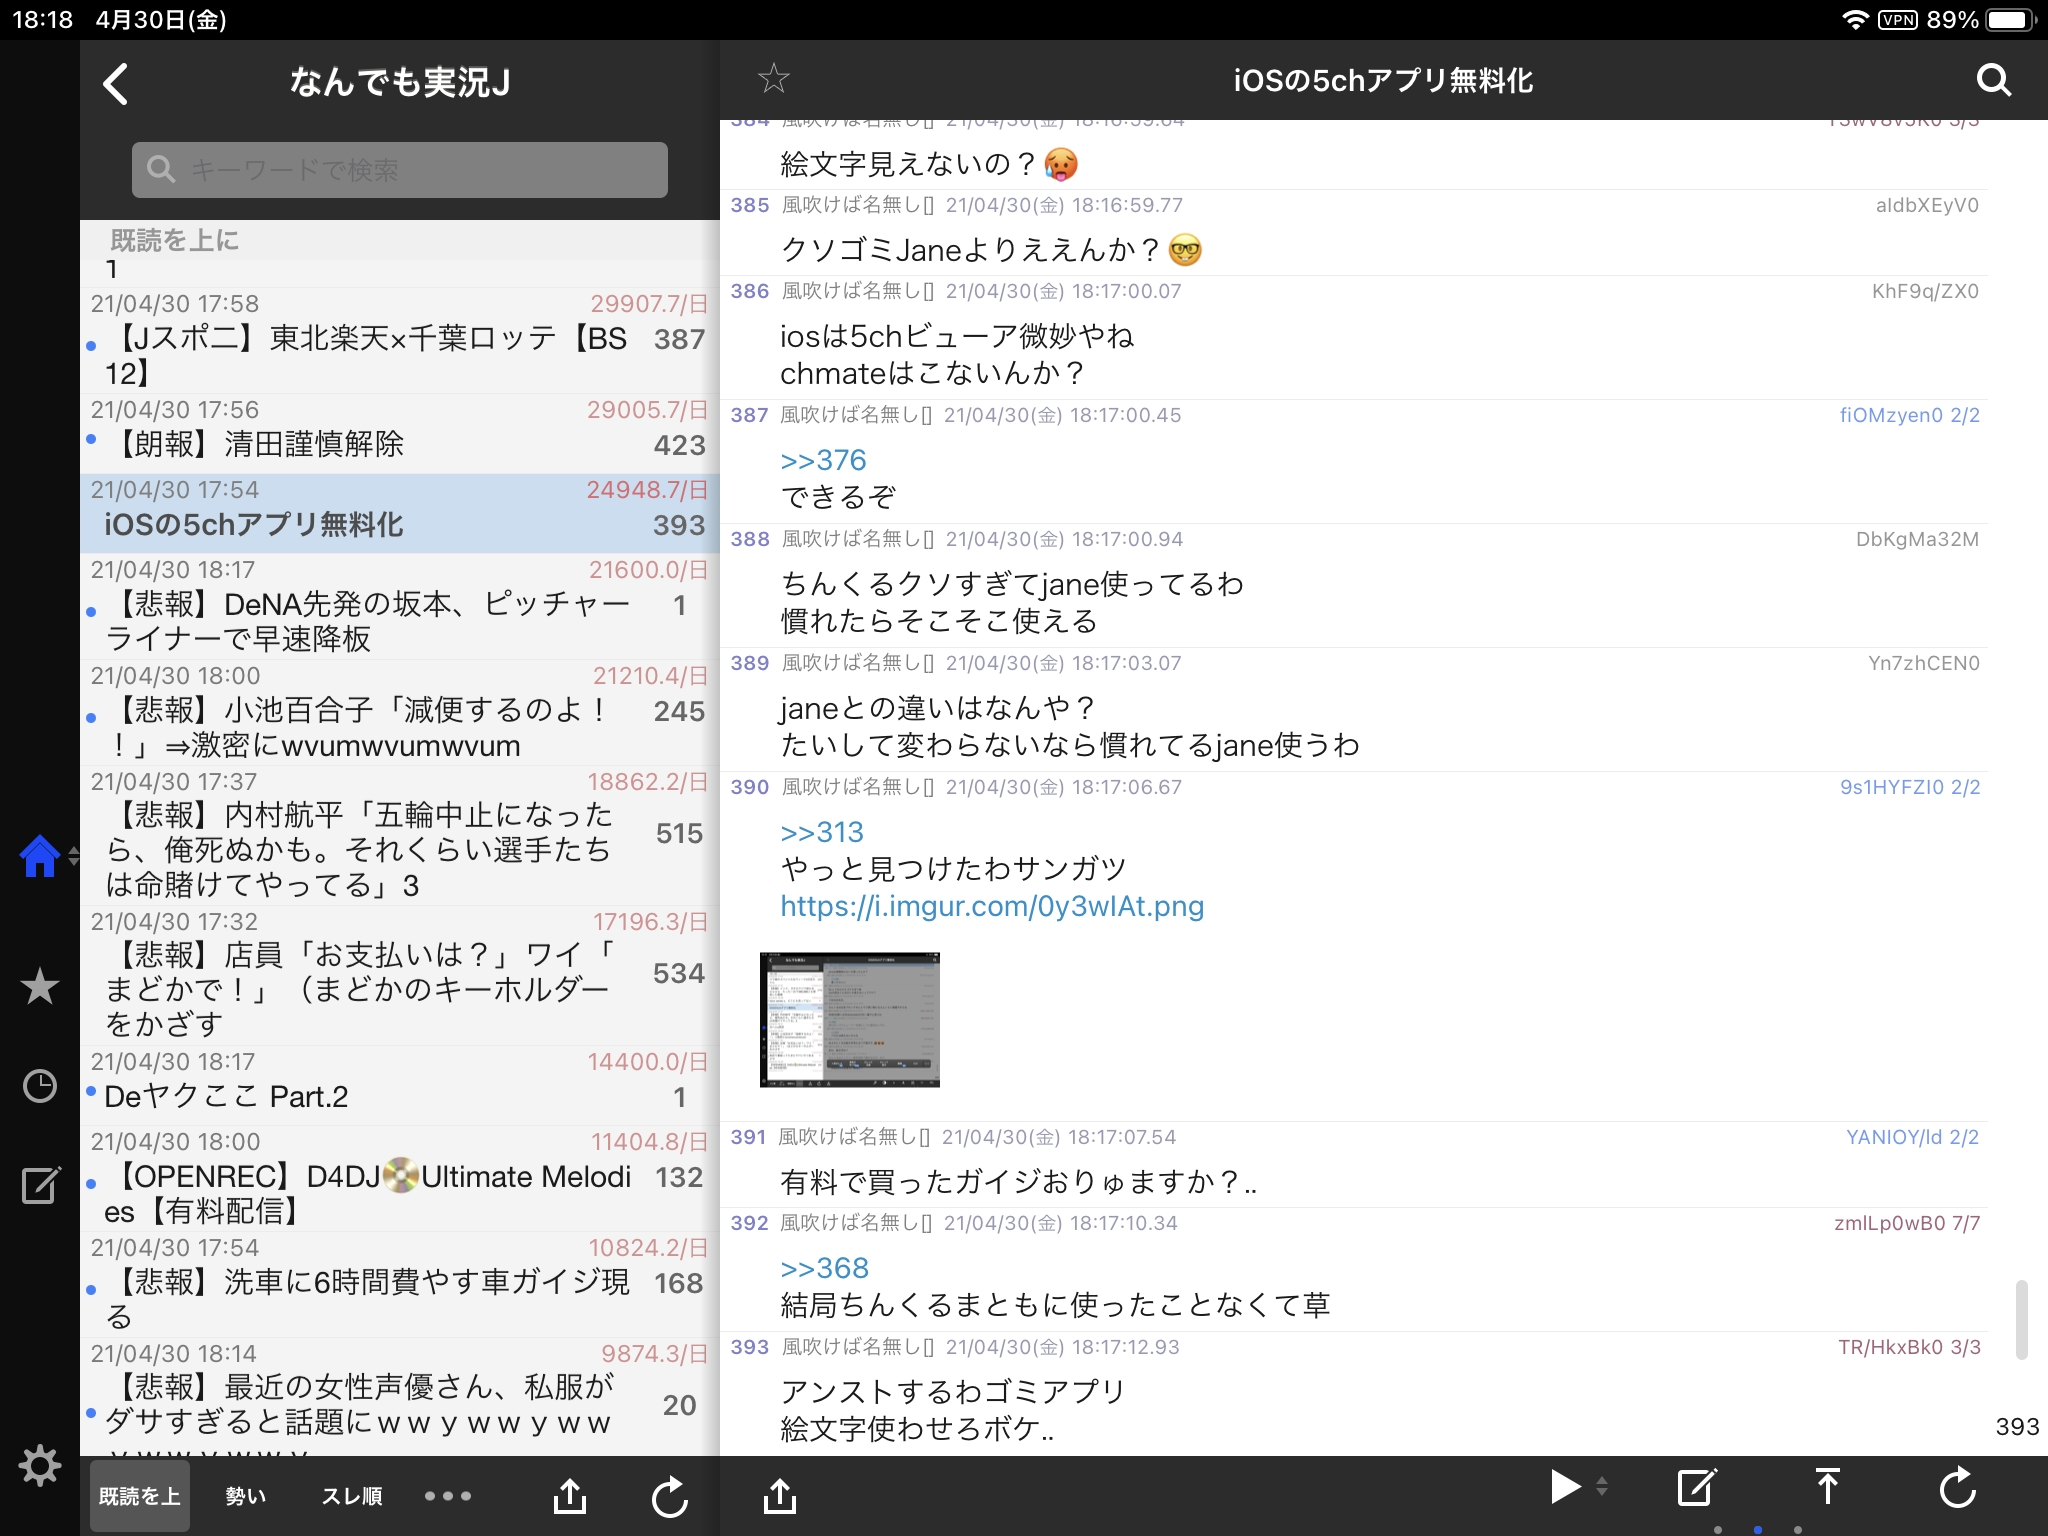 18:18 4月30日(金)
VPN 89%
なんでも実況J
キーワードで検索
既読を上に
1
21/04/30 17:58 29907.7/日
【Jスポ二】東北楽天×千葉ロッテ【BS 387
12】
21/04/30 17:56 29005.7/日
【朗報】清田謹慎解除 423
21/04/30 17:54 24948.7/日
iOSの5chアプリ無料化 393
21/04/30 18:17 21600.0/日
【悲報】DeNA先発の坂本、ピッチャー 1
ライナーで早速降板
21/04/30 18:00 21210.4/日
【悲報】小池百合子「減便するのよ! 245
!」⇒激密にwvumwvumwvum
21/04/30 17:37 18862.2/日
【悲報】内村航平「五輪中止になった
ら、俺死ぬかも。それくらい選手たち 515
は命賭けてやってる」3
21/04/30 17:32 17196.3/日
【悲報】店員「お支払いは?」ワイ「
まどかで!」(まどかのキーホルダー 534
をかざす
21/04/30 18:17 14400.0/日
Deヤクここ Part.2 1
21/04/30 18:00 11404.8/日
【OPENREC】D4DJ📀Ultimate Melodi 132
es【有料配信】
21/04/30 17:54 10824.2/日
【悲報】洗車に6時間費やす車ガイジ現 168
る
21/04/30 18:14 9874.3/日
【悲報】最近の女性声優さん、私服が
ダサすぎると話題にｗｗｙｗｗｙｗｗ 20
既読を上 勢い スレ順
iOSの5chアプリ無料化
384 風吹けば名無し[] 21/04/30(金) 18:16:59.64
絵文字見えないの?🥵
385 風吹けば名無し[] 21/04/30(金) 18:16:59.77 aldbXEyV0
クソゴミJaneよりええんか?🤓
386 風吹けば名無し[] 21/04/30(金) 18:17:00.07 KhF9q/ZX0
iosは5chビューア微妙やね
chmateはこないんか?
387 風吹けば名無し[] 21/04/30(金) 18:17:00.45 fiOMzyen0 2/2
>>376
できるぞ
388 風吹けば名無し[] 21/04/30(金) 18:17:00.94 DbKgMa32M
ちんくるクソすぎてjane使ってるわ
慣れたらそこそこ使える
389 風吹けば名無し[] 21/04/30(金) 18:17:03.07 Yn7zhCEN0
janeとの違いはなんや?
たいして変わらないなら慣れてるjane使うわ
390 風吹けば名無し[] 21/04/30(金) 18:17:06.67 9s1HYFZI0 2/2
>>313
やっと見つけたわサンガツ
https://i.imgur.com/0y3wIAt.png
391 風吹けば名無し[] 21/04/30(金) 18:17:07.54 YANIOY/ld 2/2
有料で買ったガイジおりゅますか?..
392 風吹けば名無し[] 21/04/30(金) 18:17:10.34 zmlLp0wB0 7/7
>>368
結局ちんくるまともに使ったことなくて草
393 風吹けば名無し[] 21/04/30(金) 18:17:12.93 TR/HkxBk0 3/3
アンストするわゴミアプリ
絵文字使わせろボケ..
393